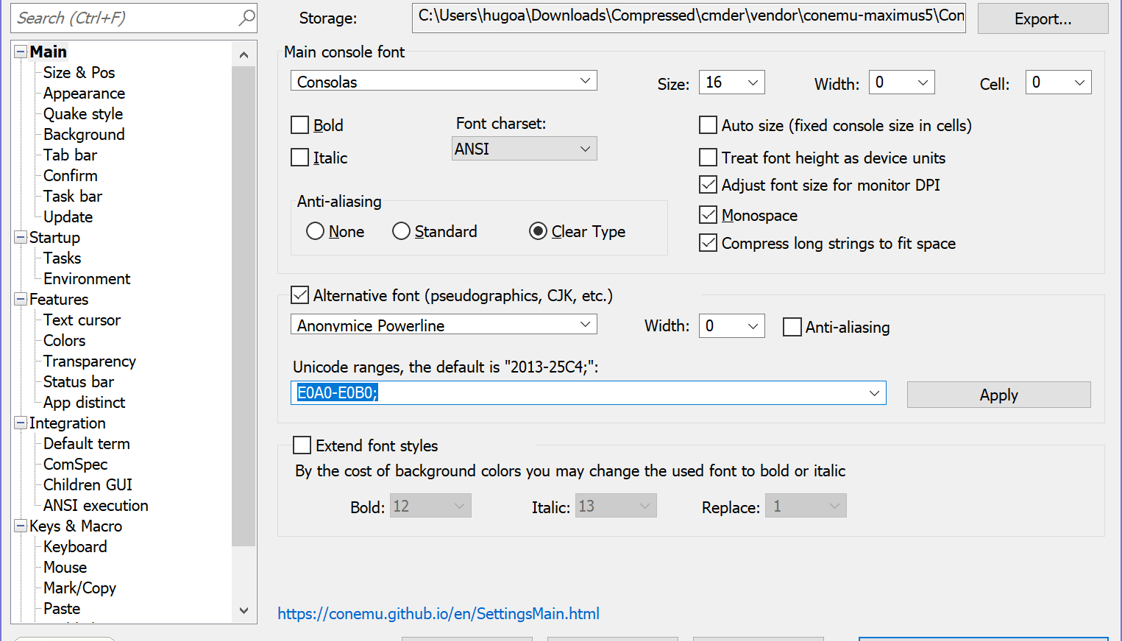 Search (Ctrl+F)
Storage:
C:\Users\hugoa\Downloads\Compressed\cmder\vendor\conemu-maximus5\Con
Export...
Main
Size & Pos
Appearance
Quake style
Background
Tab bar
Confirm
Task bar
Update
Startup
Tasks
Environment
Features
Text cursor
Colors
Transparency
Status bar
App distinct
Integration
Default term
ComSpec
Children GUI
ANSI execution
Keys & Macro
Keyboard
Mouse
Mark/Copy
Paste
Main console font
Consolas
Size: 16
Width: 0
Cell: 0
Bold
Italic
Font charset:
ANSI
Auto size (fixed console size in cells)
Treat font height as device units
Adjust font size for monitor DPI
Monospace
Compress long strings to fit space
Anti-aliasing
None
Standard
Clear Type
Alternative font (pseudographics, CJK, etc.)
Anonymice Powerline
Width: 0
Anti-aliasing
Unicode ranges, the default is "2013-25C4;":
E0A0-E0B0;
Apply
Extend font styles
By the cost of background colors you may change the used font to bold or italic
Bold: 12
Italic: 13
Replace: 1
https://conemu.github.io/en/SettingsMain.html